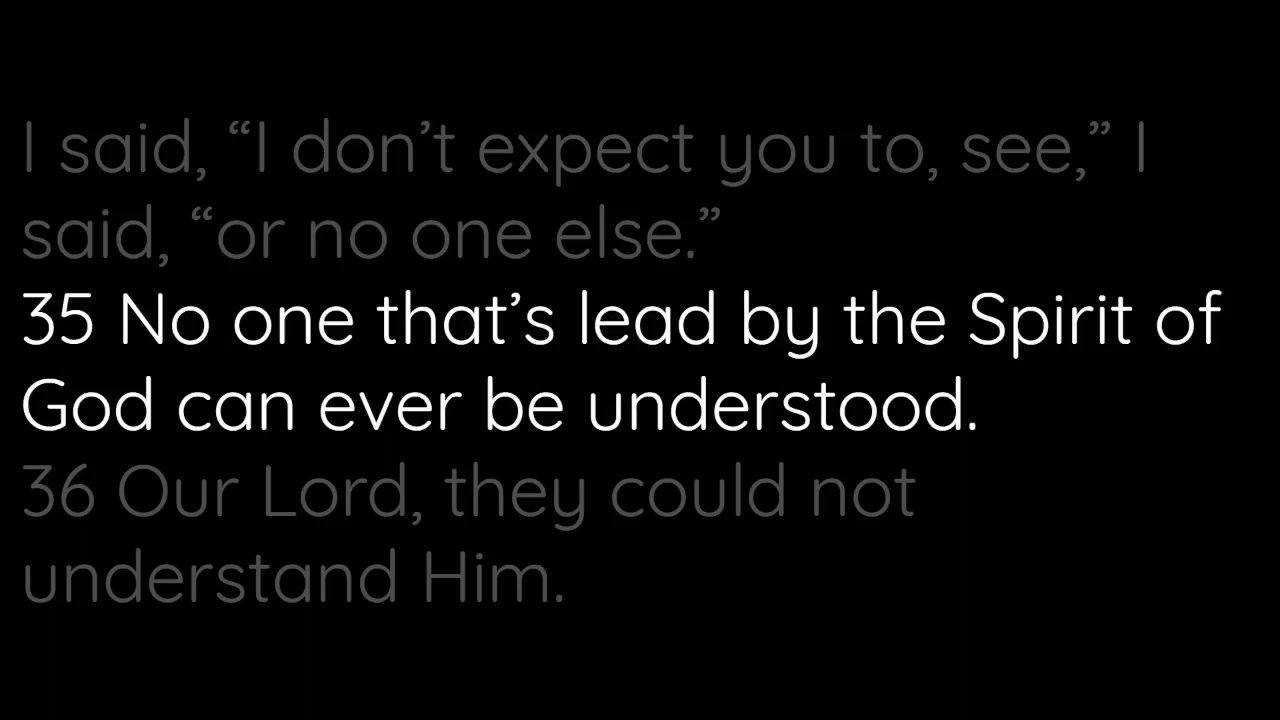 I said, “I don’t expect you to, see,” I
said, “or no one else.”
35 No one that’s lead by the Spirit of
God can ever be understood.
36 Our Lord, they could not
understand Him.